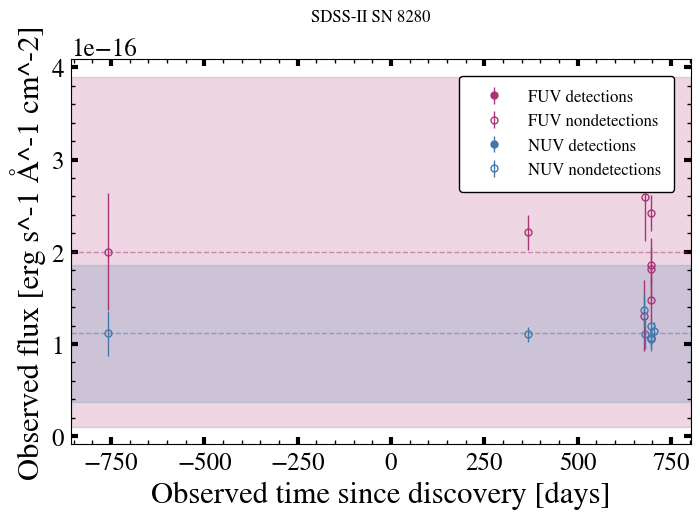 SDSS-II SN 8280
1e−16
Observed flux [erg s^-1 Å^-1 cm^-2]
4
3
2
1
0
FUV detections
FUV nondetections
NUV detections
NUV nondetections
−750 −500 −250 0 250 500 750
Observed time since discovery [days]